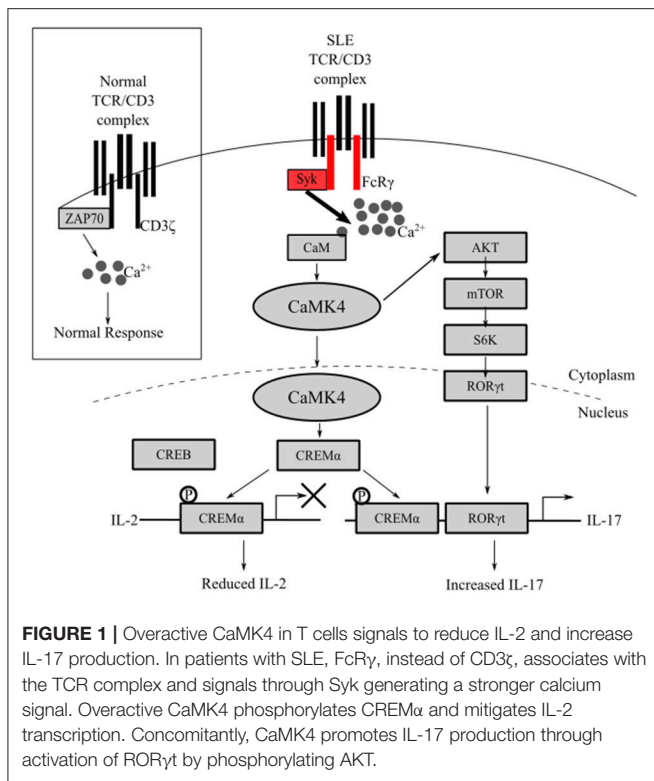 Normal
TCR/CD3
complex
ZAP70
CD3ζ
Ca²⁺
Normal Response
SLE
TCR/CD3
complex
Syk
FcRγ
Ca²⁺
CaM
CaMK4
AKT
mTOR
S6K
RORγt
Cytoplasm
Nucleus
CaMK4
CREB
CREMα
P
IL-2
CREMα
Reduced IL-2
P
CREMα
RORγt
IL-17
Increased IL-17
FIGURE 1 | Overactive CaMK4 in T cells signals to reduce IL-2 and increase
IL-17 production. In patients with SLE, FcRγ, instead of CD3ζ, associates with
the TCR complex and signals through Syk generating a stronger calcium
signal. Overactive CaMK4 phosphorylates CREMα and mitigates IL-2
transcription. Concomitantly, CaMK4 promotes IL-17 production through
activation of RORγt by phosphorylating AKT.